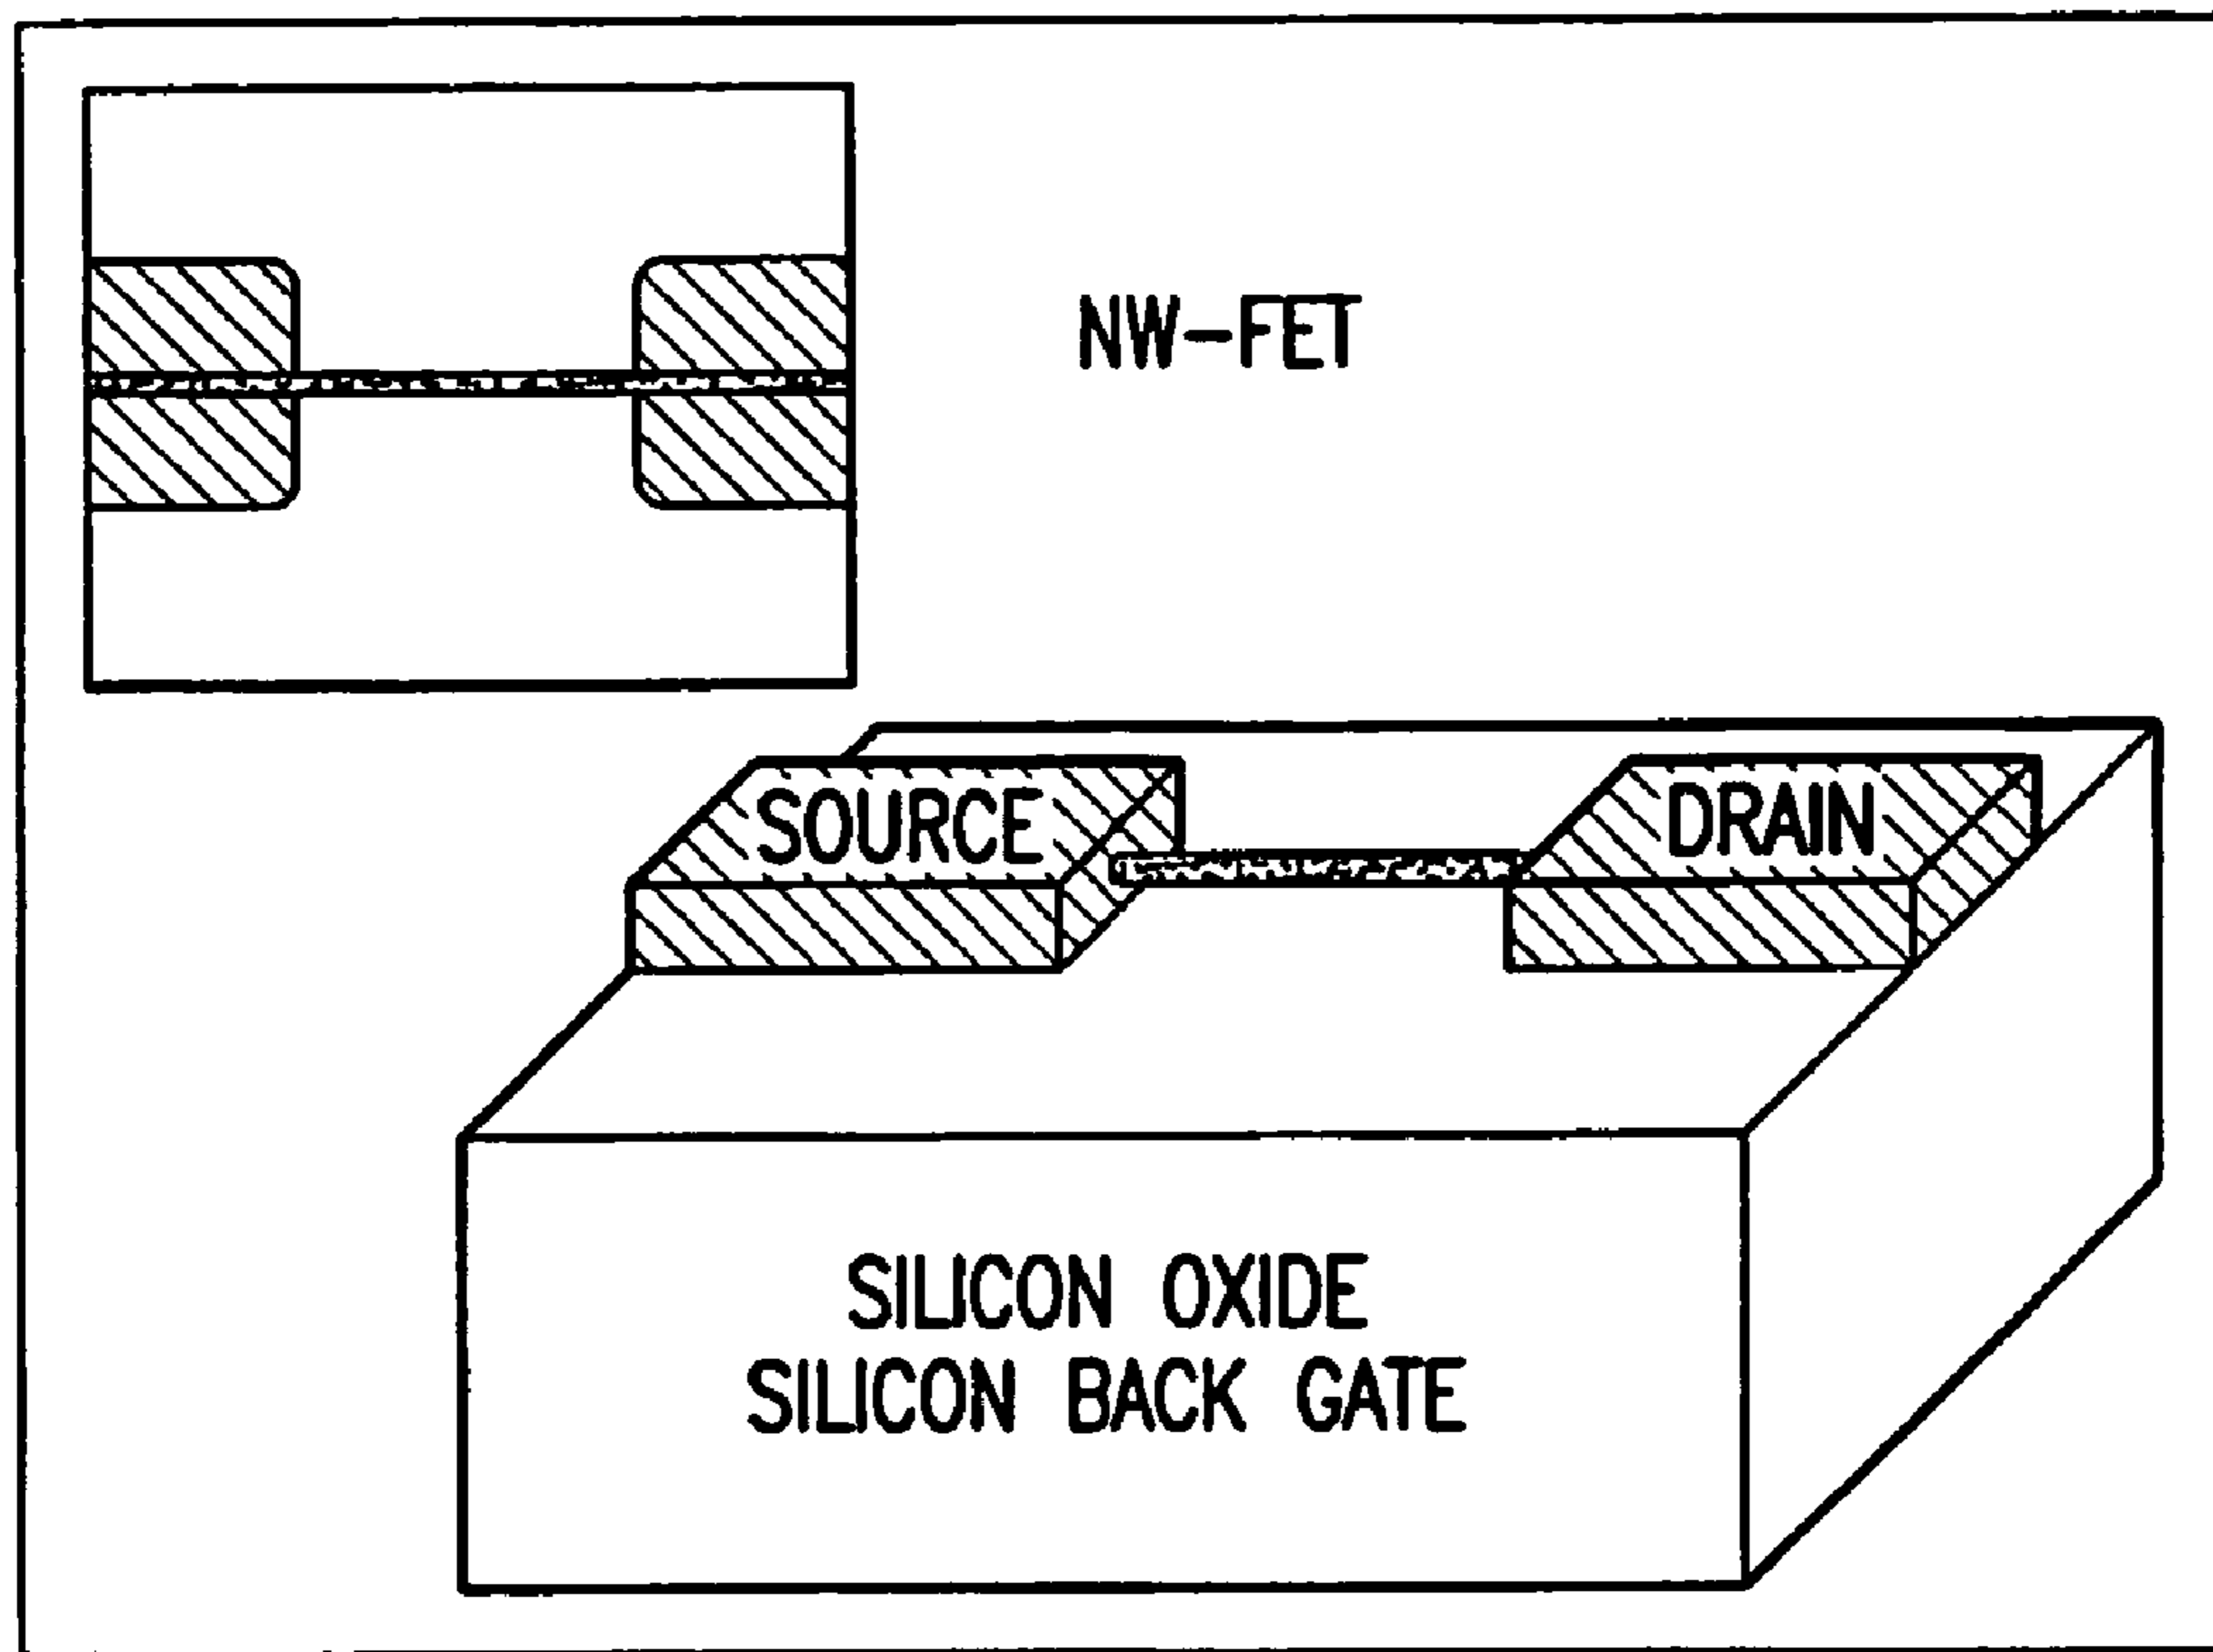 NW-FET
SOURCE
DRAIN
SILICON OXIDE
SILICON BACK GATE